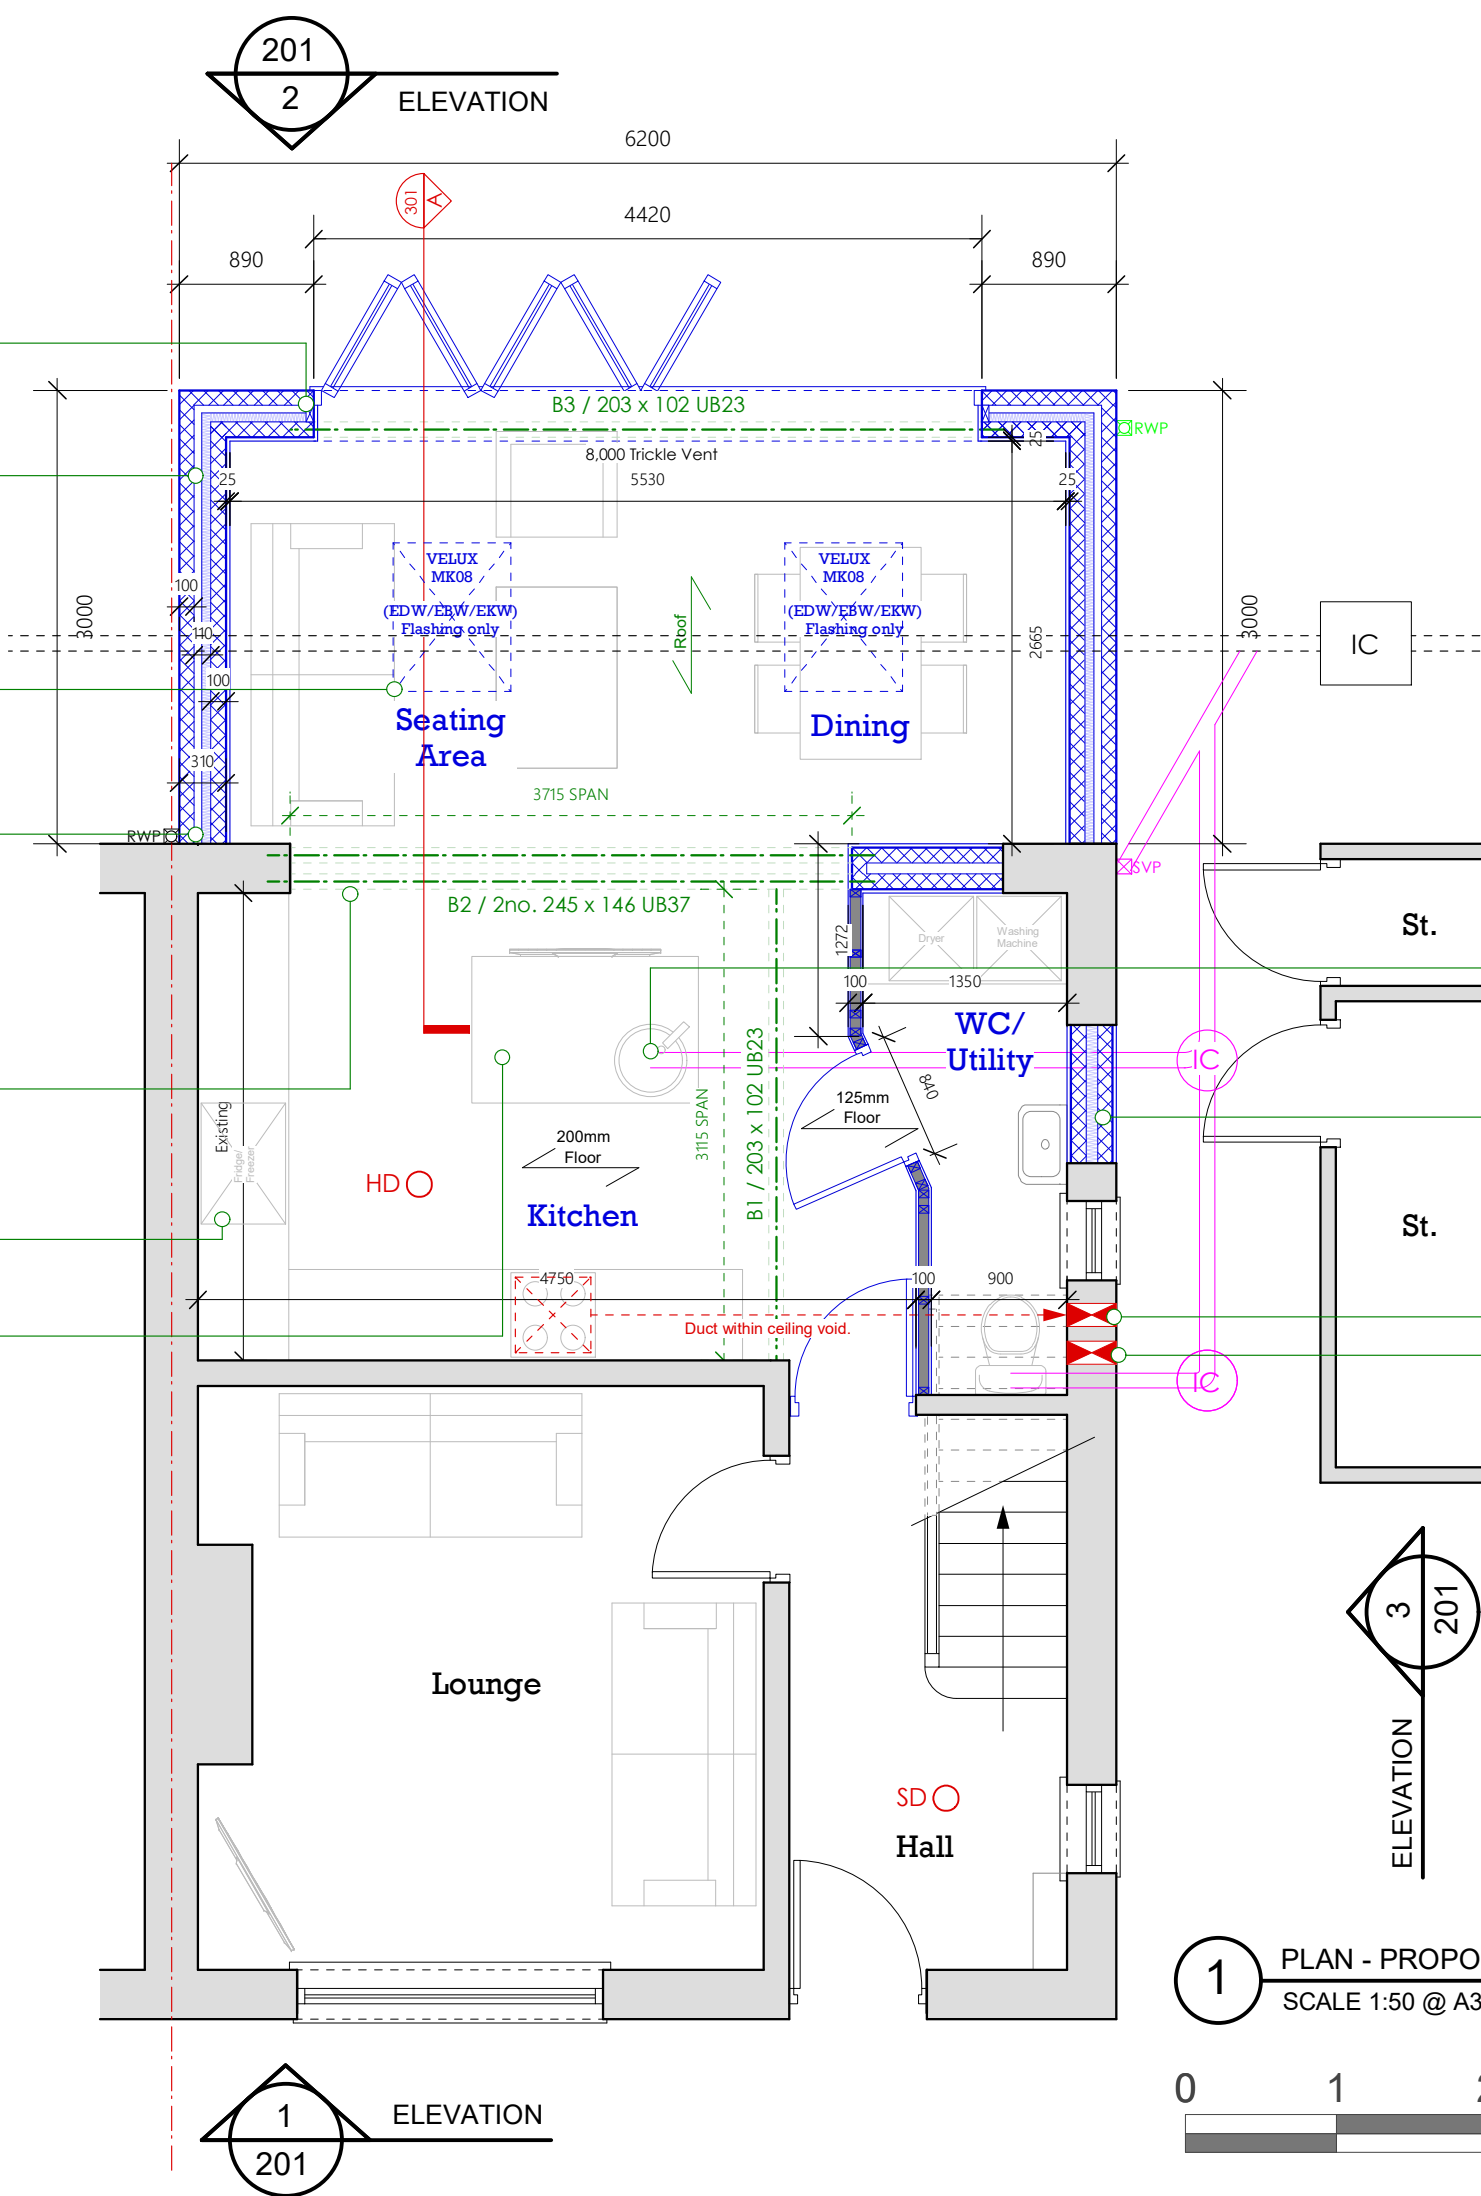 201
2
ELEVATION
6200
301
A
4420
890
890
B3 / 203 x 102 UB23
RWP
25
8,000 Trickle Vent
25
5530
25
VELUX
MK08
(EDW/EBW/EKW)
Flashing only
VELUX
MK08
(EDW/EBW/EKW)
Flashing only
100
3000
110
Roof
2665
3000
IC
100
Seating
Area
Dining
310
3715 SPAN
RWP
SVP
B2 / 2no. 245 x 146 UB37
1272
Dryer
Washing
Machine
St.
100
1350
WC/
Utility
IC
840
B1 / 203 x 102 UB23
3115 SPAN
125mm
Floor
Existing
Fridge/
Freezer
200mm
Floor
HD
Kitchen
St.
4750
100
900
Duct within ceiling void.
IC
3
201
ELEVATION
Lounge
SD
Hall
1
PLAN - PROPO
SCALE 1:50 @ A3
0
1
1
201
ELEVATION